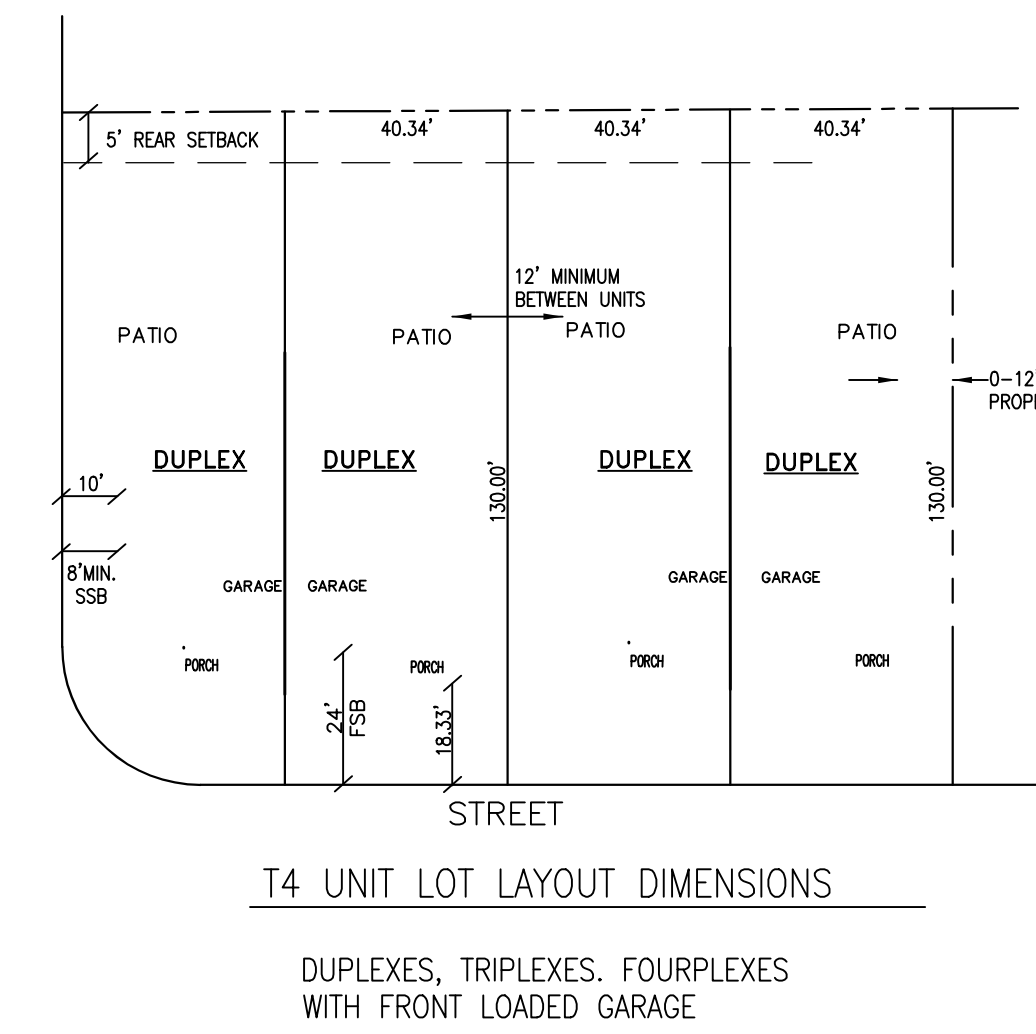 40.34' 40.34' 40.34'
5' REAR SETBACK
12' MINIMUM
BETWEEN UNITS
PATIO PATIO PATIO PATIO
0-12
PROP
DUPLEX DUPLEX DUPLEX DUPLEX
10'
130.00' 130.00'
8'MIN.
SSB
GARAGE GARAGE GARAGE GARAGE
PORCH PORCH PORCH PORCH
24'
FSB
18.33'
STREET
T4 UNIT LOT LAYOUT DIMENSIONS
DUPLEXES, TRIPLEXES. FOURPLEXES
WITH FRONT LOADED GARAGE